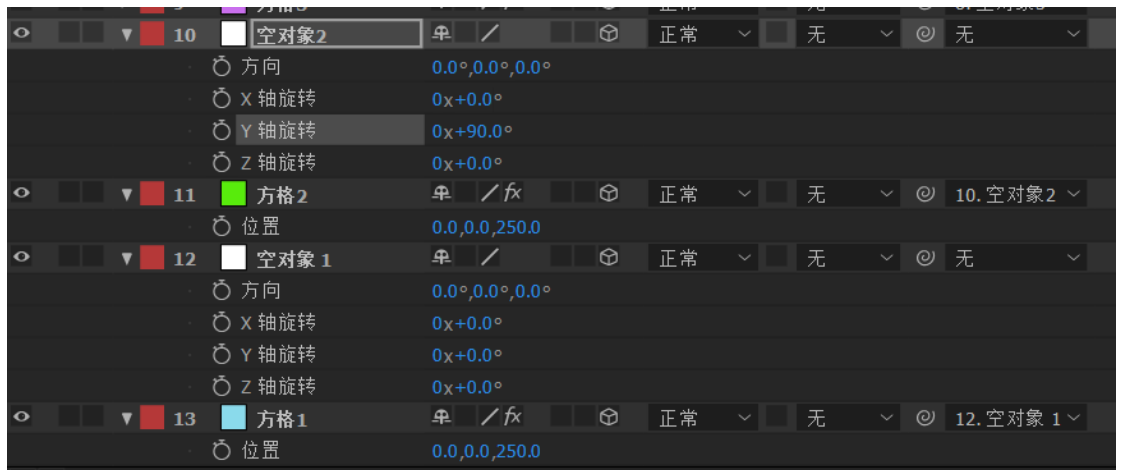 10 空对象2 正常 无 无
方向 0.0°,0.0°,0.0°
X 轴旋转 0x+0.0°
Y 轴旋转 0x+90.0°
Z 轴旋转 0x+0.0°
11 方格2 fx 正常 无 10. 空对象2
位置 0.0,0.0,250.0
12 空对象 1 正常 无 无
方向 0.0°,0.0°,0.0°
X 轴旋转 0x+0.0°
Y 轴旋转 0x+0.0°
Z 轴旋转 0x+0.0°
13 方格1 fx 正常 无 12. 空对象 1
位置 0.0,0.0,250.0